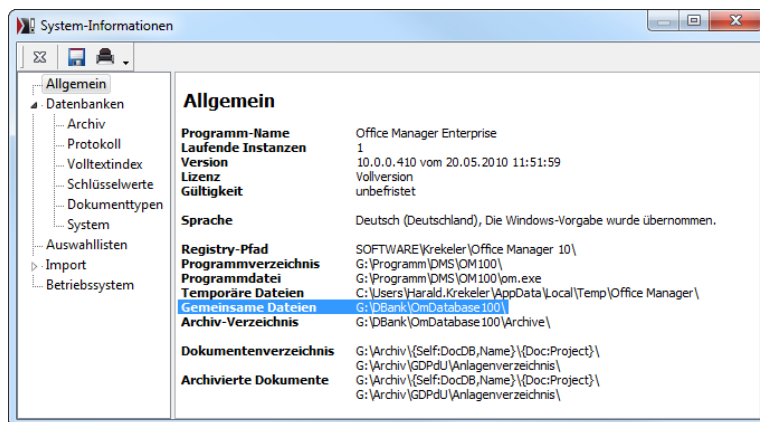 System-Informationen
Allgemein
Datenbanken
Archiv
Protokoll
Volltextindex
Schlüsselwerte
Dokumenttypen
System
Auswahllisten
Import
Betriebssystem
Allgemein
Programm-Name Office Manager Enterprise
Laufende Instanzen 1
Version 10.0.0.410 vom 20.05.2010 11:51:59
Lizenz Vollversion
Gültigkeit unbefristet
Sprache Deutsch (Deutschland), Die Windows-Vorgabe wurde übernommen.
Registry-Pfad SOFTWARE\Krekeler\Office Manager 10\
Programmverzeichnis G:\Programm\DMS\OM100\
Programmdatei G:\Programm\DMS\OM100\om.exe
Temporäre Dateien C:\Users\Harald.Krekeler\AppData\Local\Temp\Office Manager\
Gemeinsame Dateien G:\DBank\OmDatabase100\
Archiv-Verzeichnis G:\DBank\OmDatabase100\Archive\
Dokumentenverzeichnis G:\Archiv\{Self:DocDB,Name}\{Doc:Project}\
G:\Archiv\GDPdU\Anlagenverzeichnis\
Archivierte Dokumente G:\Archiv\{Self:DocDB,Name}\{Doc:Project}\
G:\Archiv\GDPdU\Anlagenverzeichnis\